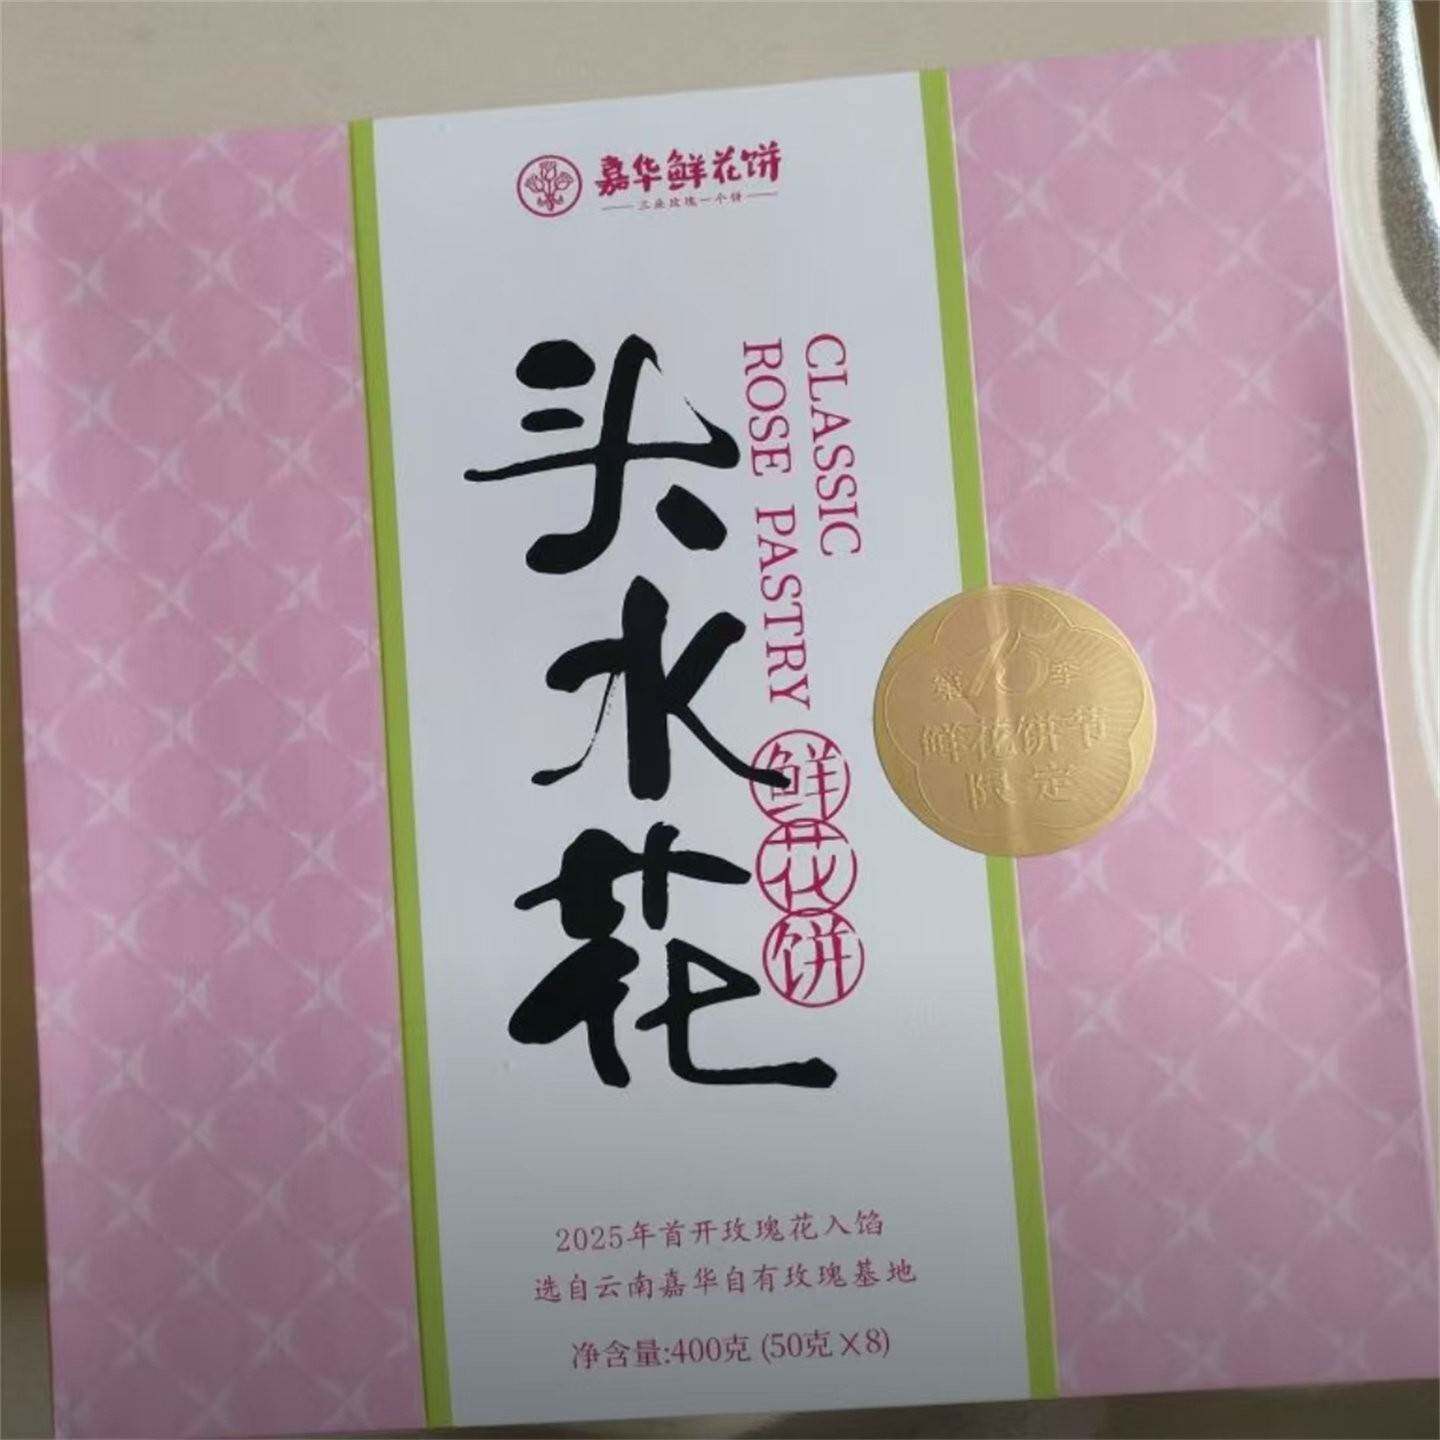 嘉华鲜花饼
三朵玫瑰一个饼
头水花
CLASSIC
ROSE PASTRY
鲜花饼
第
季
鲜花饼节
限定
2025年首开玫瑰花入馅
选自云南嘉华自有玫瑰基地
净含量:400克 (50克×8)